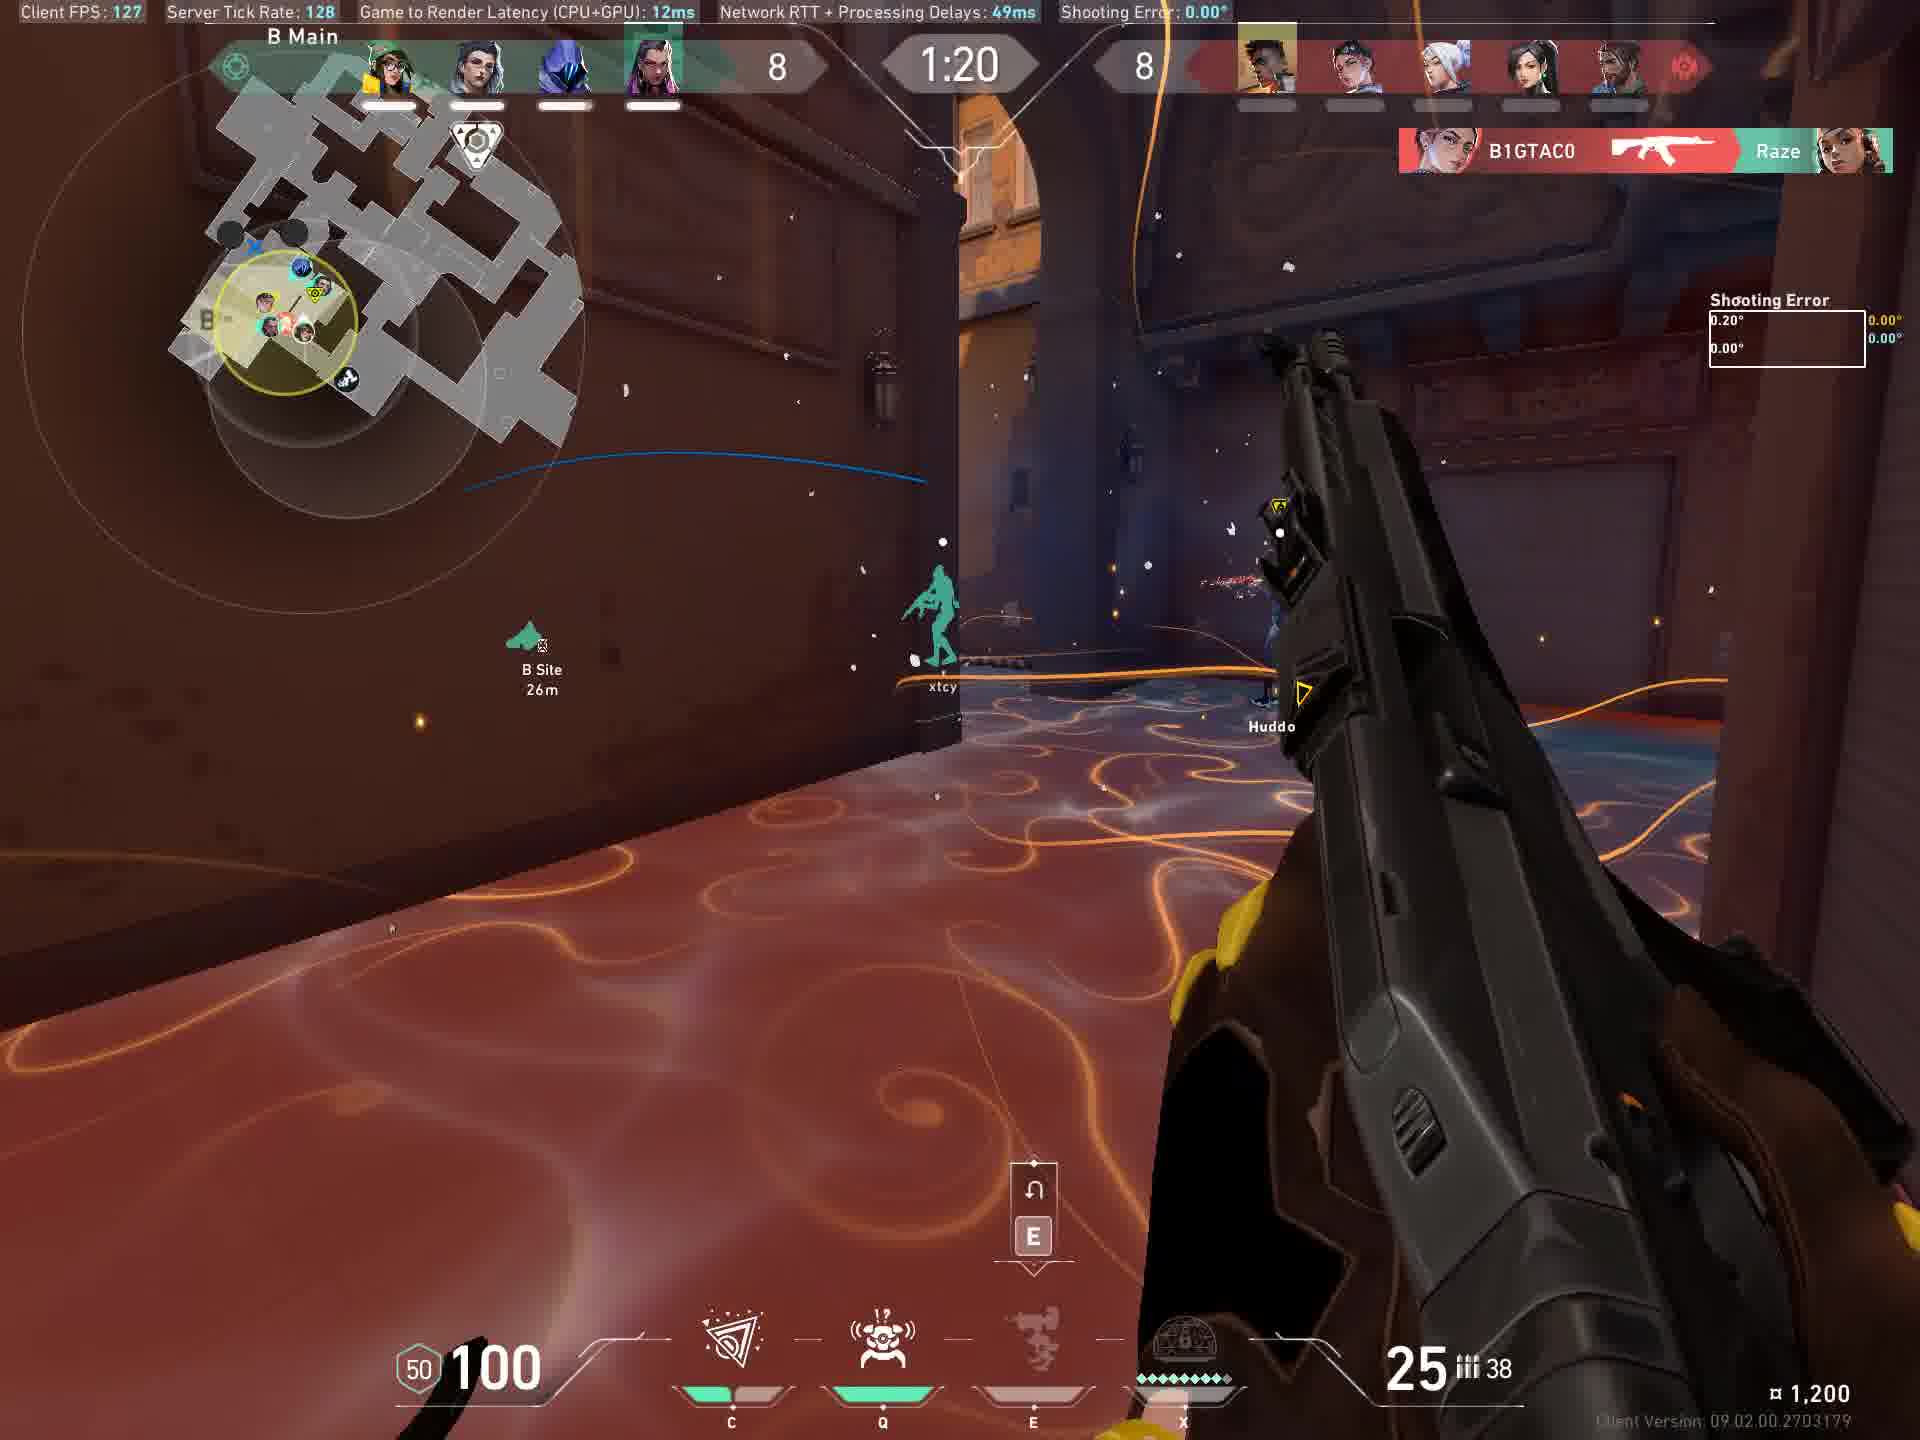 Client FPS: 127
Server Tick Rate: 128
Game to Render Latency (CPU+GPU): 12ms
Network RTT + Processing Delays: 49ms
Shooting Error: 0.00°
B Main
8
1:20
8
B1GTAC0
Raze
Shooting Error
0.20°
0.00°
0.00°
0.00°
B
B Site
26m
xtcy
Huddo
E
50
100
25
38
C
Q
E
X
¤ 1,200
Client Version: 09.02.00.2703179